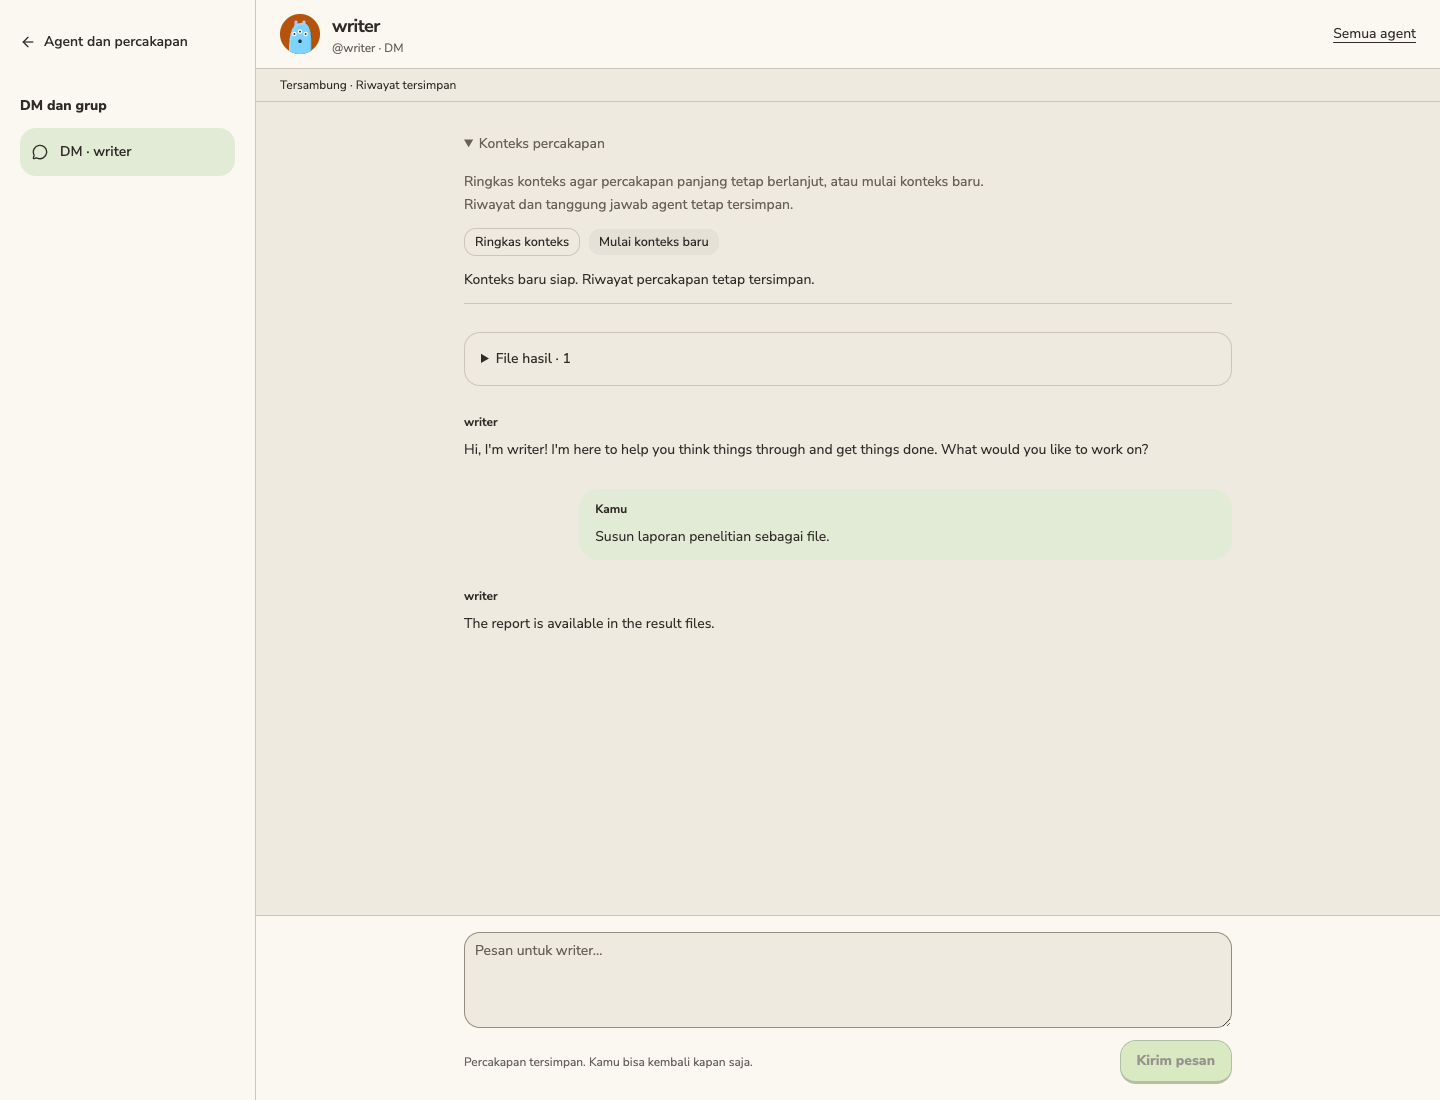 Agent dan percakapan
DM dan grup
DM · writer
writer
@writer · DM
Semua agent
Tersambung · Riwayat tersimpan
Konteks percakapan
Ringkas konteks agar percakapan panjang tetap berlanjut, atau mulai konteks baru.
Riwayat dan tanggung jawab agent tetap tersimpan.
Ringkas konteks
Mulai konteks baru
Konteks baru siap. Riwayat percakapan tetap tersimpan.
File hasil · 1
writer
Hi, I'm writer! I'm here to help you think things through and get things done. What would you like to work on?
Kamu
Susun laporan penelitian sebagai file.
writer
The report is available in the result files.
Pesan untuk writer...
Percakapan tersimpan. Kamu bisa kembali kapan saja.
Kirim pesan